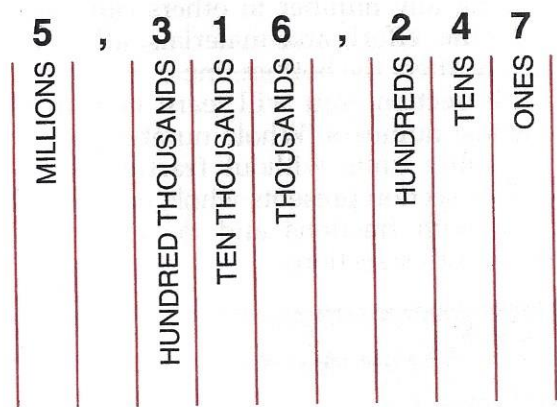 5 , 3 1 6 , 2 4 7
MILLIONS
HUNDRED THOUSANDS
TEN THOUSANDS
THOUSANDS
HUNDREDS
TENS
ONES